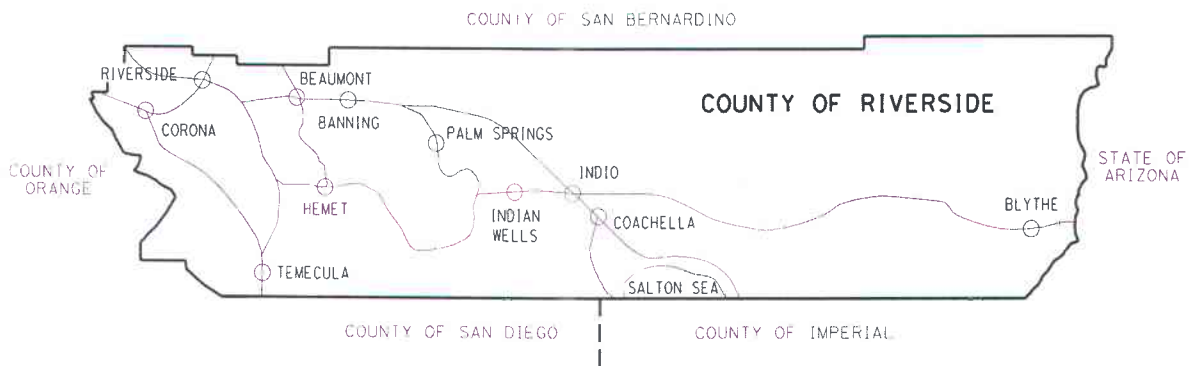 COUNTY OF SAN BERNARDINO
RIVERSIDE
BEAUMONT
COUNTY OF RIVERSIDE
CORONA
BANNING
PALM SPRINGS
COUNTY OF
ORANGE
STATE OF
ARIZONA
INDIO
HEMET
INDIAN
WELLS
COACHELLA
BLYTHE
TEMECULA
SALTON SEA
COUNTY OF SAN DIEGO
COUNTY OF IMPERIAL